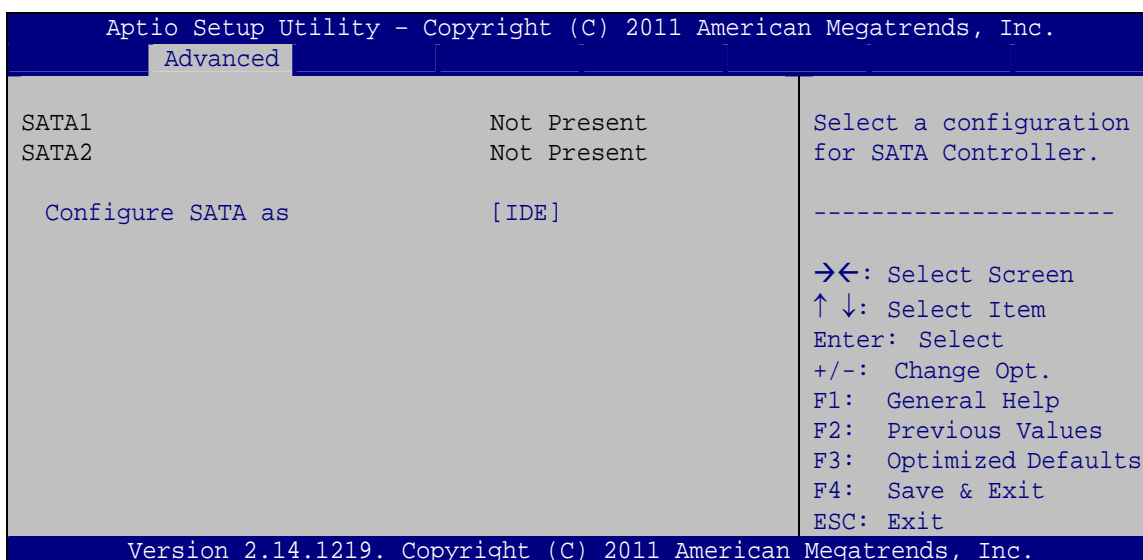 Aptio Setup Utility – Copyright (C) 2011 American Megatrends, Inc.
Advanced
SATA1 Not Present
SATA2 Not Present
Configure SATA as [IDE]
Select a configuration
for SATA Controller.
---------------------
→←: Select Screen
↑ ↓: Select Item
Enter: Select
+/-: Change Opt.
F1: General Help
F2: Previous Values
F3: Optimized Defaults
F4: Save & Exit
ESC: Exit
Version 2.14.1219. Copyright (C) 2011 American Megatrends, Inc.